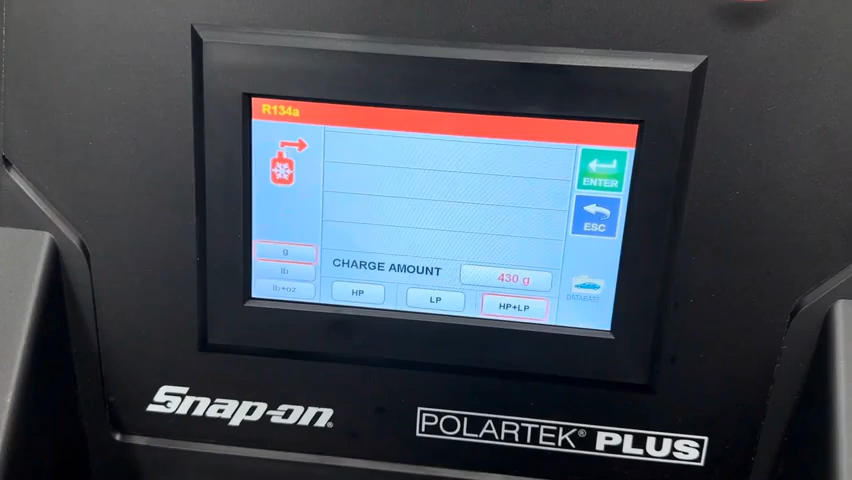 R134a
ENTER
ESC
g
lb
lb+oz
CHARGE AMOUNT 430 g
HP LP HP+LP
DATABASE
Snap-on®
POLARTEK® PLUS